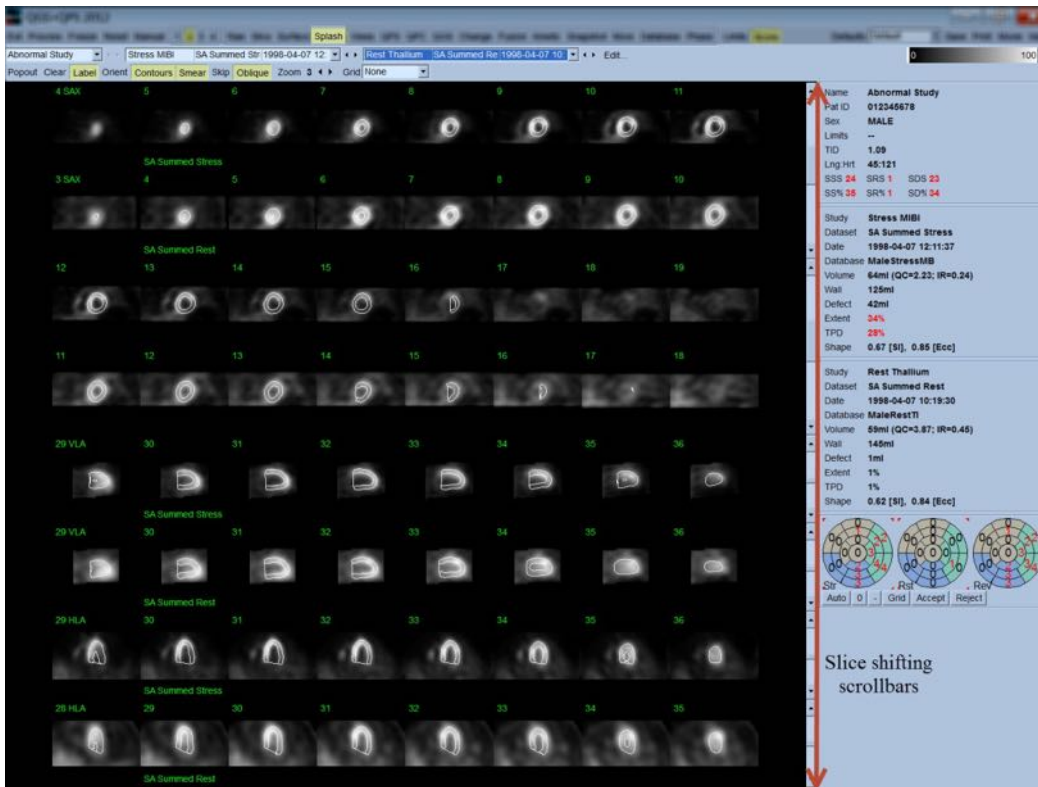 QGS+QPS 2012
Splash
Abnormal Study Stress MIBI SA Summed Str 1998-04-07 12: Rest Thallium SA Summed Re 1998-04-07 10: Edit...
Popout Clear Label Orient Contours Smear Skip Oblique Zoom 3 Grid None
0 100
4 SAX 5 6 7 8 9 10 11
SA Summed Stress
3 SAX 4 5 6 7 8 9 10
SA Summed Rest
12 13 14 15 16 17 18 19
11 12 13 14 15 16 17 18
29 VLA 30 31 32 33 34 35 36
SA Summed Stress
29 VLA 30 31 32 33 34 35 36
SA Summed Rest
29 HLA 30 31 32 33 34 35 36
SA Summed Stress
28 HLA 29 30 31 32 33 34 35
SA Summed Rest
Name Abnormal Study
Pat ID 012345678
Sex MALE
Limits --
TID 1.09
Lng:Hrt 45:121
SSS 24 SRS 1 SDS 23
SS% 35 SR% 1 SD% 34
Study Stress MIBI
Dataset SA Summed Stress
Date 1998-04-07 12:11:37
Database MaleStressMB
Volume 64ml (QC=2.23; IR=0.24)
Wall 125ml
Defect 42ml
Extent 34%
TPD 28%
Shape 0.67 [SI], 0.85 [Ecc]
Study Rest Thallium
Dataset SA Summed Rest
Date 1998-04-07 10:19:30
Database MaleRestTl
Volume 59ml (QC=3.87; IR=0.45)
Wall 145ml
Defect 1ml
Extent 1%
TPD 1%
Shape 0.62 [SI], 0.84 [Ecc]
Str Rst Rev
Auto 0 - Grid Accept Reject
Slice shifting
scrollbars